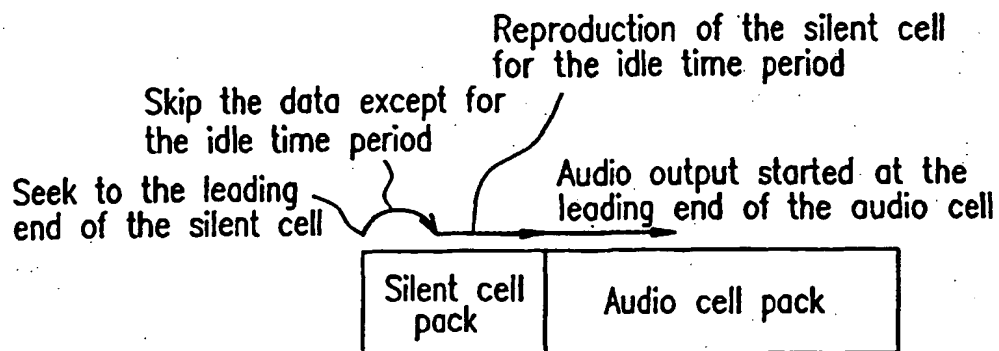 Reproduction of the silent cell
for the idle time period
Skip the data except for
the idle time period
Seek to the leading
end of the silent cell
Audio output started at the
leading end of the audio cell
Silent cell
pack
Audio cell pack